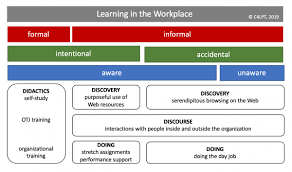 Learning in the Workplace
© C4LPT, 2019
formal informal
intentional accidental
aware unaware
DIDACTICS
self-study
OTJ training
organizational
training
DISCOVERY
purposeful use of
Web resources
DISCOVERY
serendipitous browsing on the Web
DISCOURSE
interactions with people inside and outside the organization
DOING
stretch assignments
performance support
DOING
doing the day job